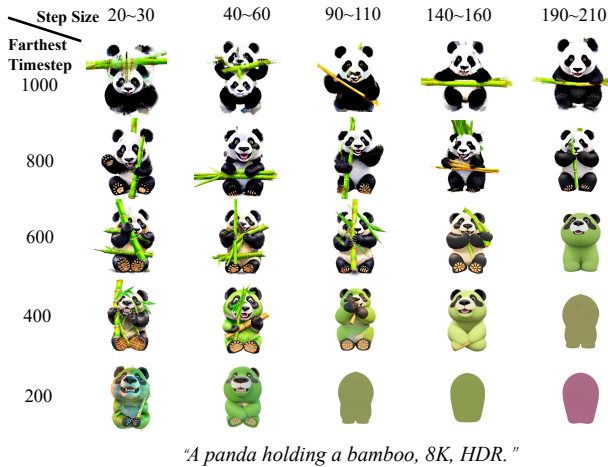 Step Size 20~30 40~60 90~110 140~160 190~210
Farthest
Timestep
1000
800
600
400
200
“A panda holding a bamboo, 8K, HDR.”